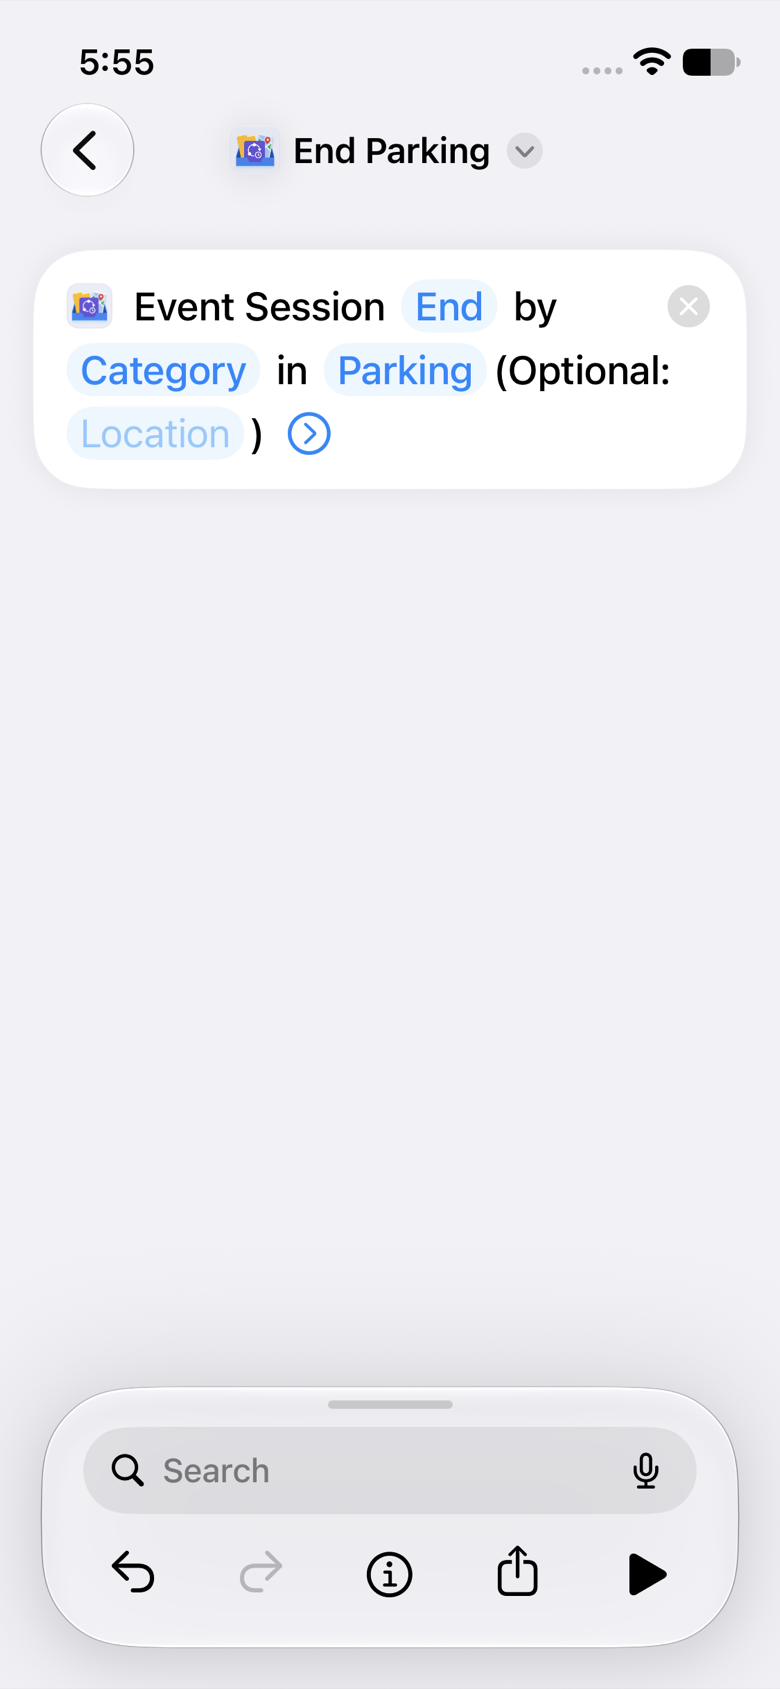 5:55
End Parking
Event Session End by
Category in Parking (Optional:
Location )
Search